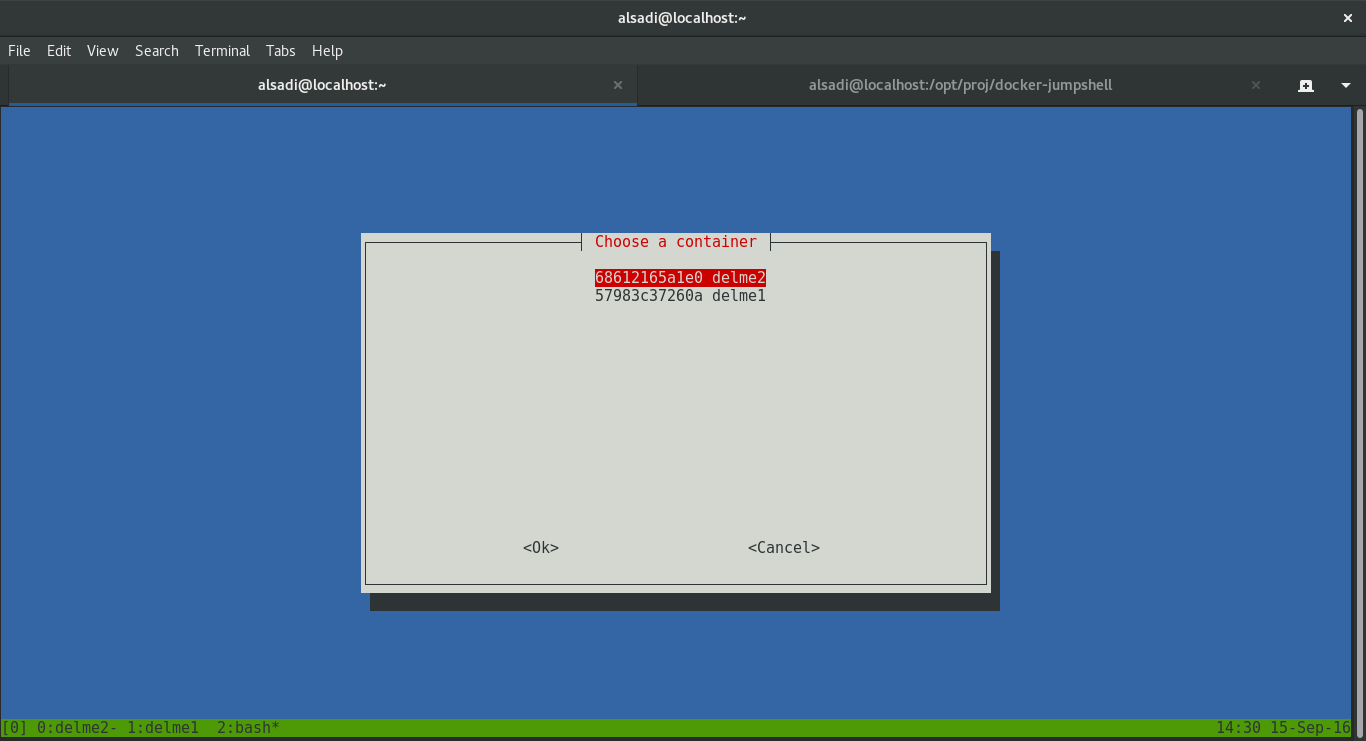 alsadi@localhost:~
File Edit View Search Terminal Tabs Help
alsadi@localhost:~ alsadi@localhost:/opt/proj/docker-jumpshell
Choose a container
68612165a1e0 delme2
57983c37260a delme1
<Ok> <Cancel>
[0] 0:delme2- 1:delme1  2:bash* 14:30 15-Sep-16